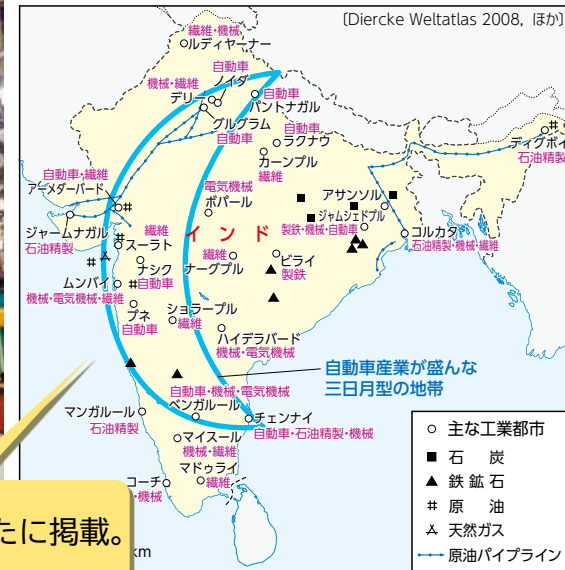 〔Diercke Weltatlas 2008, ほか〕
繊維・機械
ルディヤーナー
自動車
ノイダ
機械・繊維
デリー
自動車
パントナガル
グルグラム
自動車
自動車
ラクナウ
カーンプル
繊維
ディグボイ
石油精製
自動車・繊維
アーメダーバード
電気機械
ボパール
アサンソル
ジャムシェドプル
製鉄・機械・自動車
コルカタ
石油精製・機械・繊維
ジャームナガル
石油精製
繊維
スーラト
インド
ナシク
自動車
繊維
ナーグプル
ビライ
製鉄
ムンバイ
機械・電気機械・繊維
プネ
自動車
ショラープル
繊維
ハイデラバード
機械・電気機械
自動車産業が盛んな
三日月型の地帯
自動車・機械・電気機械
ベンガルール
マンガルール
石油精製
チェンナイ
自動車・石油精製・機械
マイスール
機械・繊維
マドゥライ
繊維
コーチ
・機械
たに掲載。
km
主な工業都市
石炭
鉄鉱石
原油
天然ガス
原油パイプライン